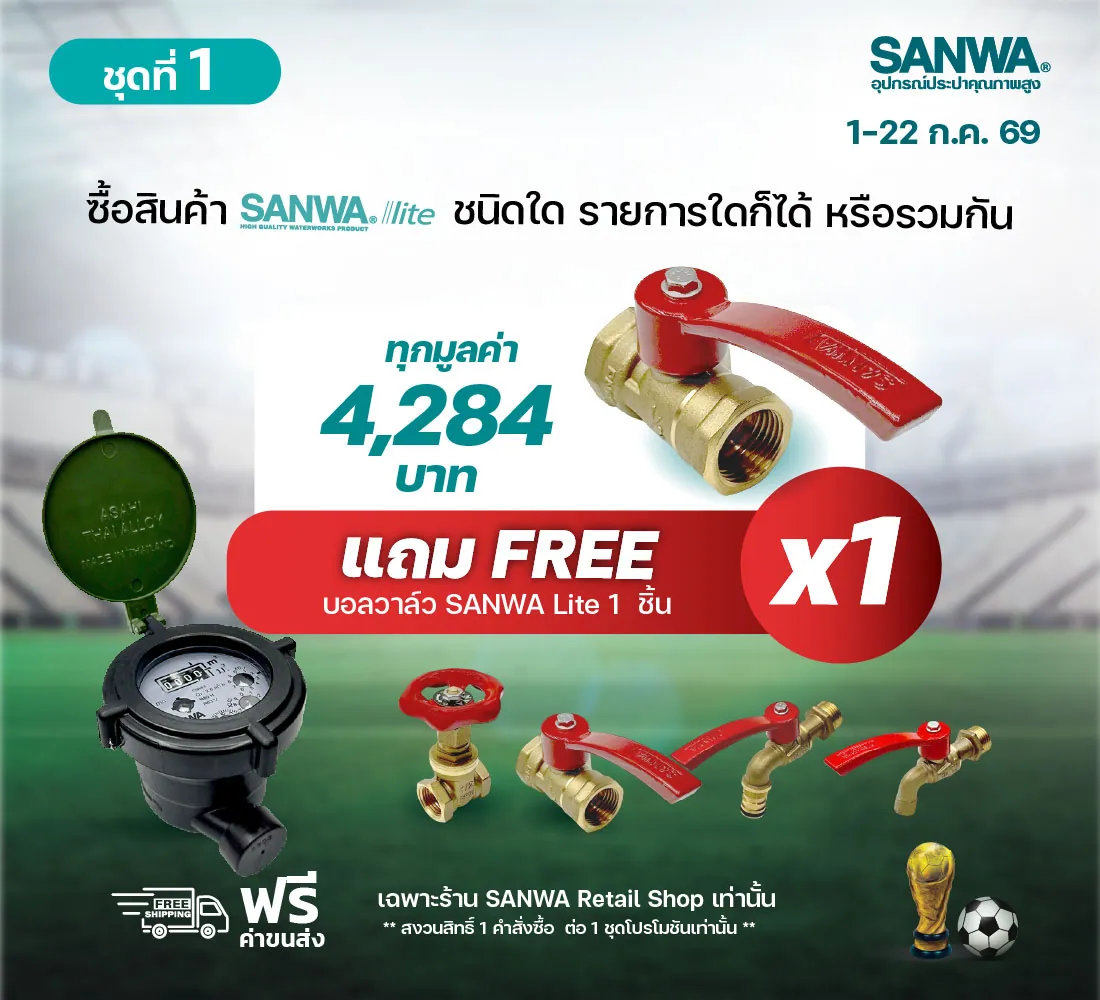 ชุดที่ 1
SANWA®
อุปกรณ์ประปาคุณภาพสูง
1-22 ก.ค. 69
ซื้อสินค้า SANWA® lite ชนิดใด รายการใดก็ได้ หรือรวมกัน
HIGH QUALITY WATERWORKS PRODUCT
ทุกมูลค่า
4,284
บาท
แถม FREE
บอลวาล์ว SANWA Lite 1 ชิ้น
x1
ASAHI
THAI ALLOY
MADE IN THAILAND
FREE
SHIPPING
ฟรี
ค่าขนส่ง
เฉพาะร้าน SANWA Retail Shop เท่านั้น
** สงวนสิทธิ์ 1 คำสั่งซื้อ ต่อ 1 ชุดโปรโมชันเท่านั้น **